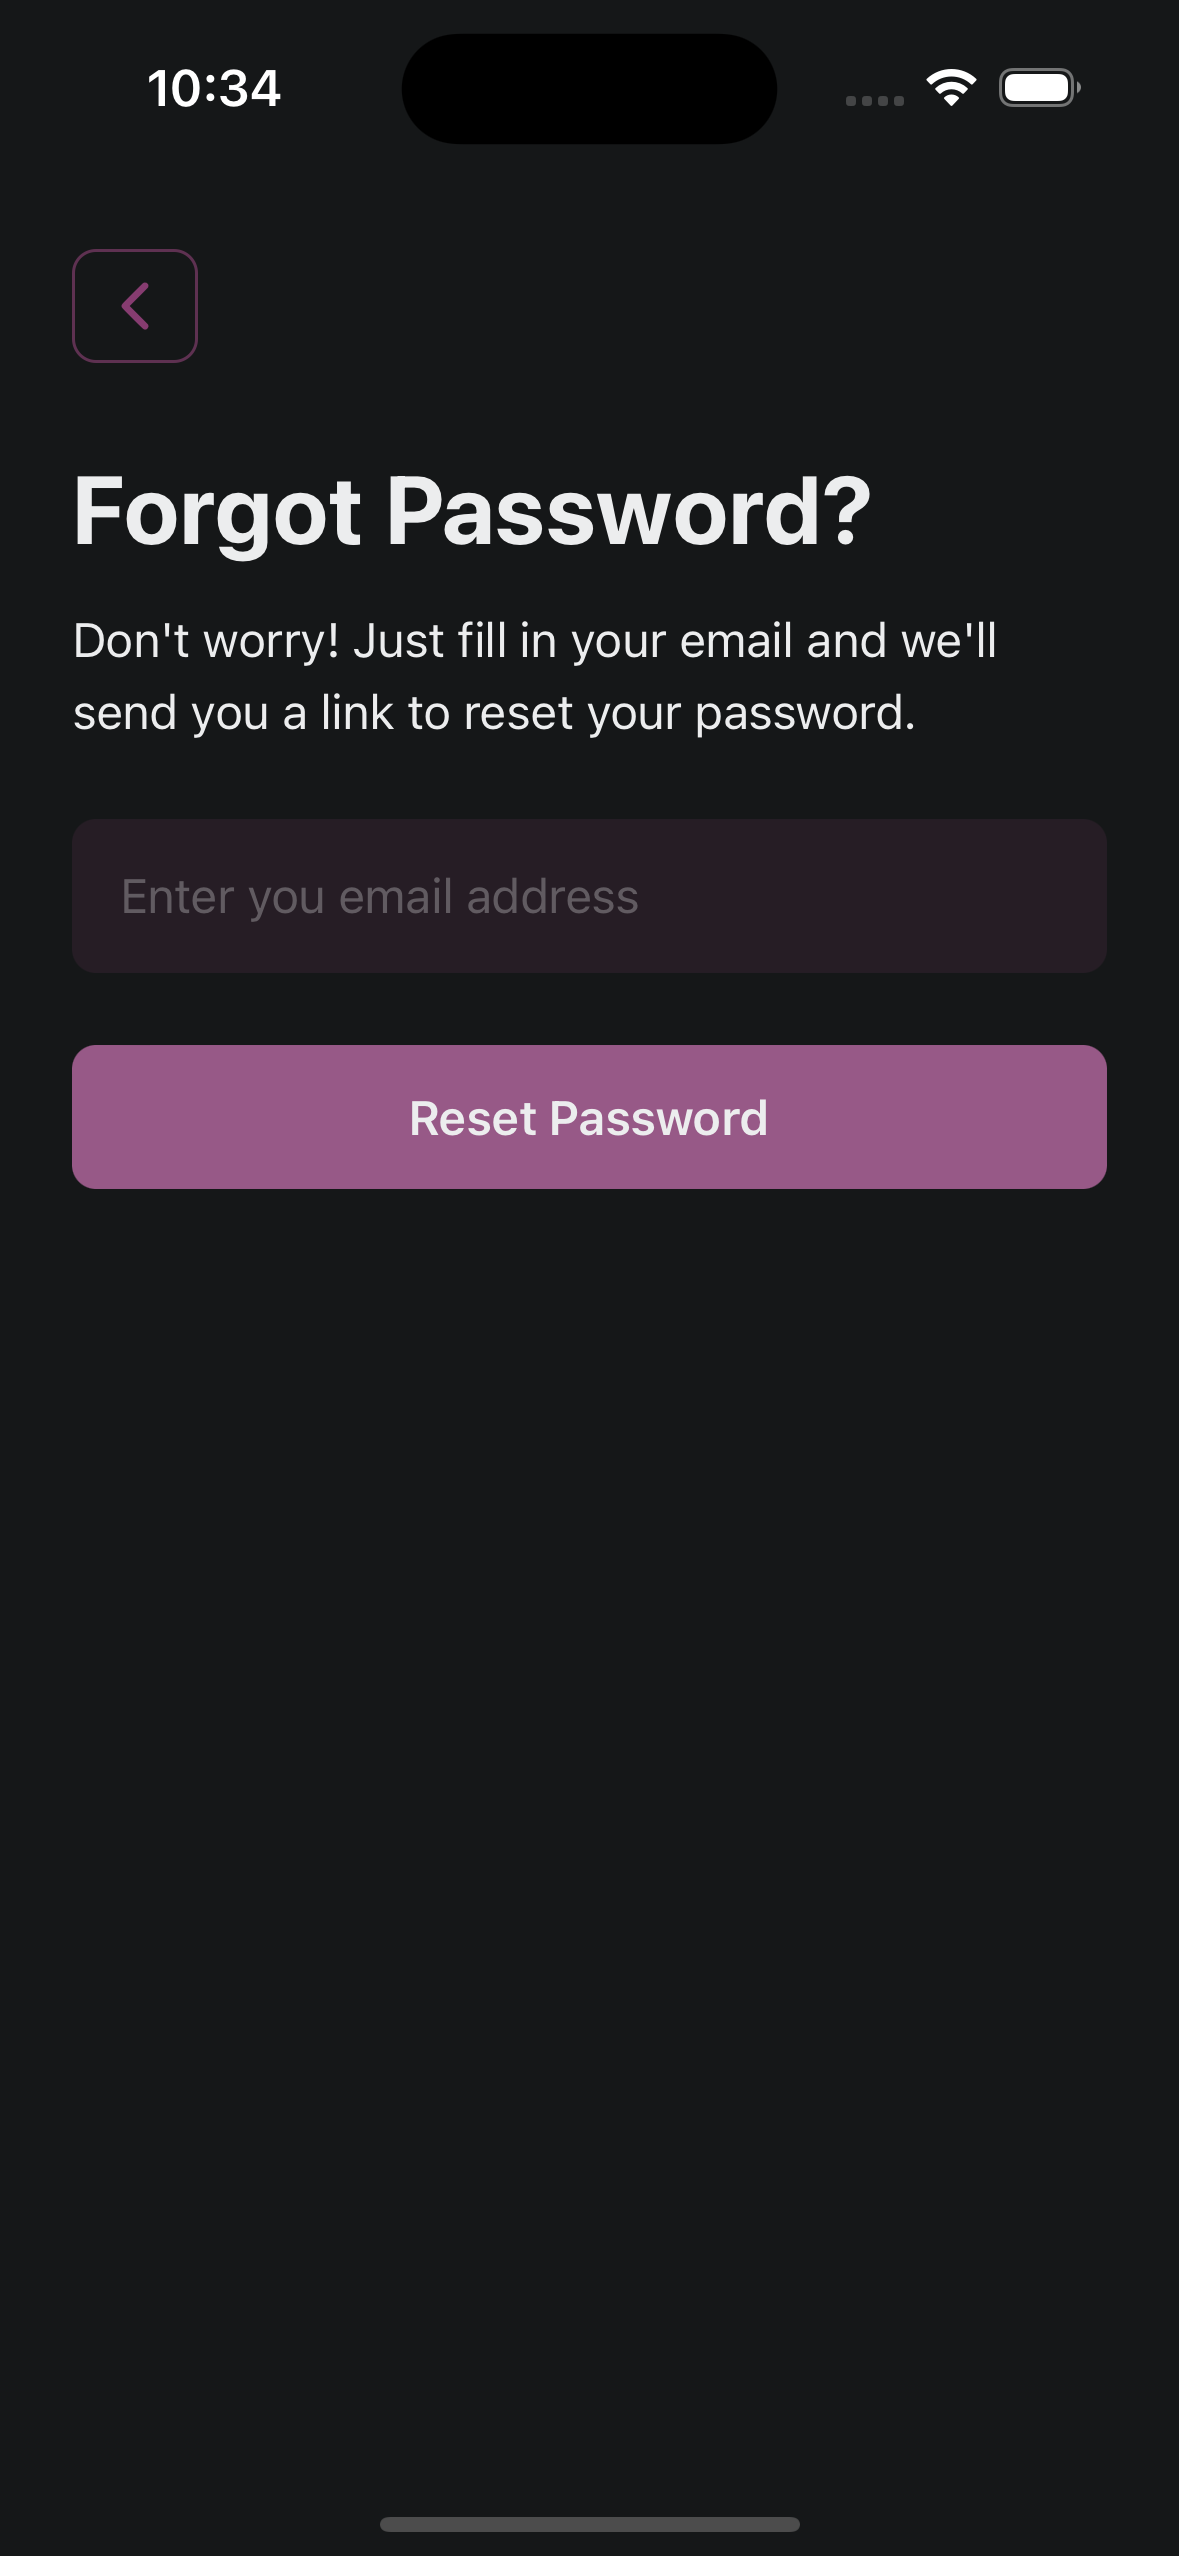 10:34
Forgot Password?
Don't worry! Just fill in your email and we'll
send you a link to reset your password.
Enter you email address
Reset Password